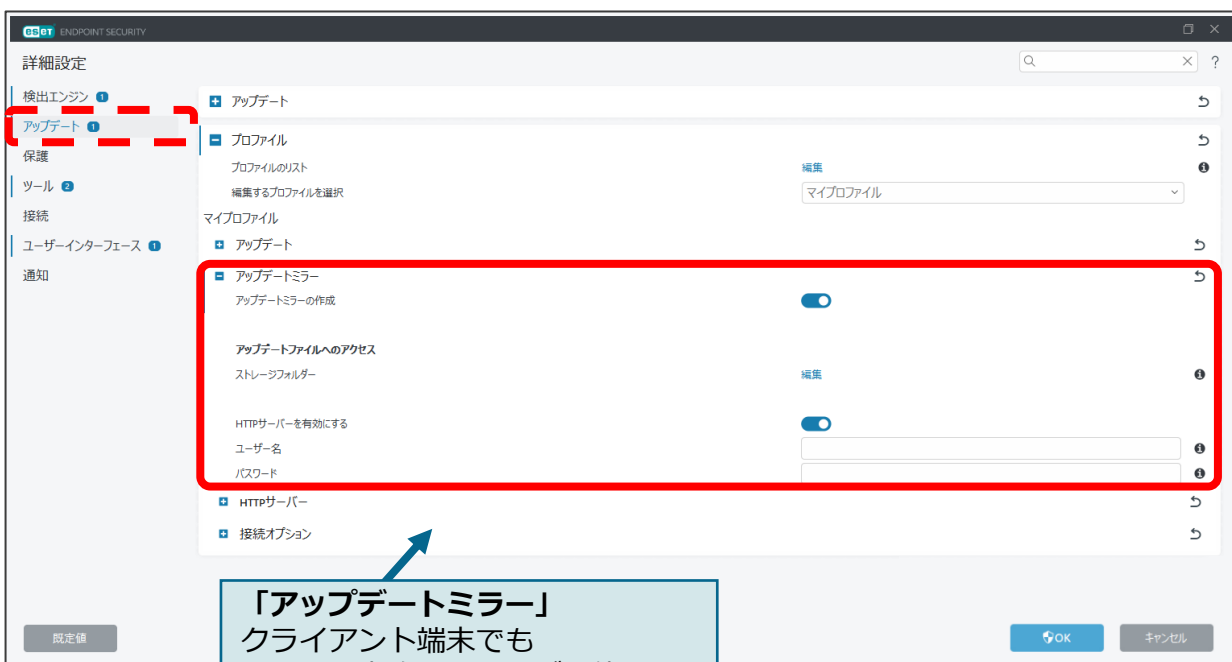 eset ENDPOINT SECURITY
詳細設定
?
検出エンジン 1
アップデート
アップデート 1
プロファイル
保護
プロファイルのリスト 編集
ツール 2
編集するプロファイルを選択 マイプロファイル
接続
マイプロファイル
ユーザーインターフェース 1
アップデート
通知
アップデートミラー
アップデートミラーの作成
アップデートファイルへのアクセス
ストレージフォルダー 編集
HTTPサーバーを有効にする
ユーザー名
パスワード
HTTPサーバー
接続オプション
「アップデートミラー」
クライアント端末でも
既定値 OK キャンセル